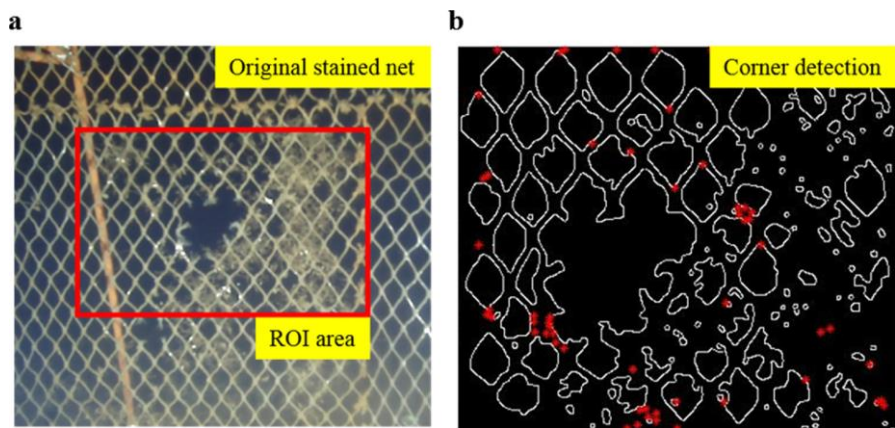 a
b
Original stained net
Corner detection
ROI area